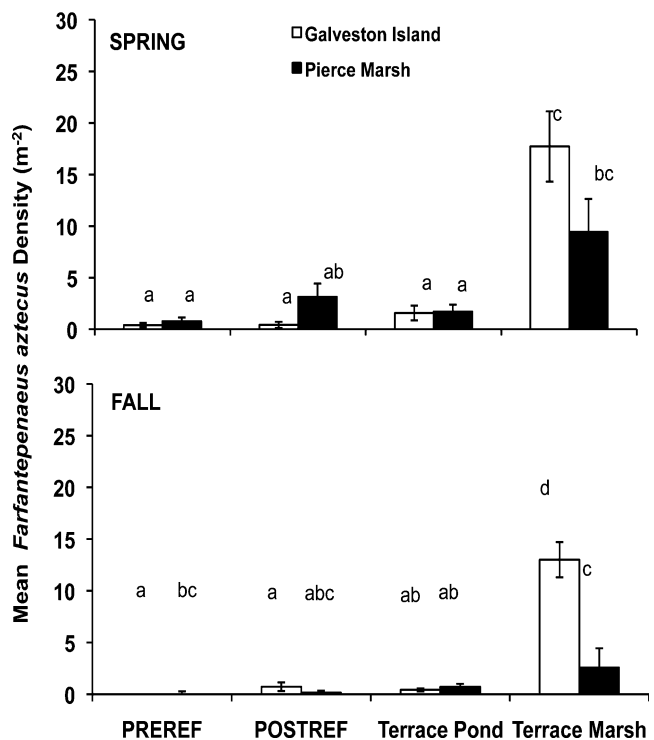 30
SPRING
Galveston Island
25
Pierce Marsh
20
c
15
bc
10
5
ab
a a
a
a a
0
Mean Farfantepenaeus aztecus Density (m-2)
30
FALL
25
20
d
15
c
10
a bc a abc ab ab
5
0
PREREF POSTREF Terrace Pond Terrace Marsh